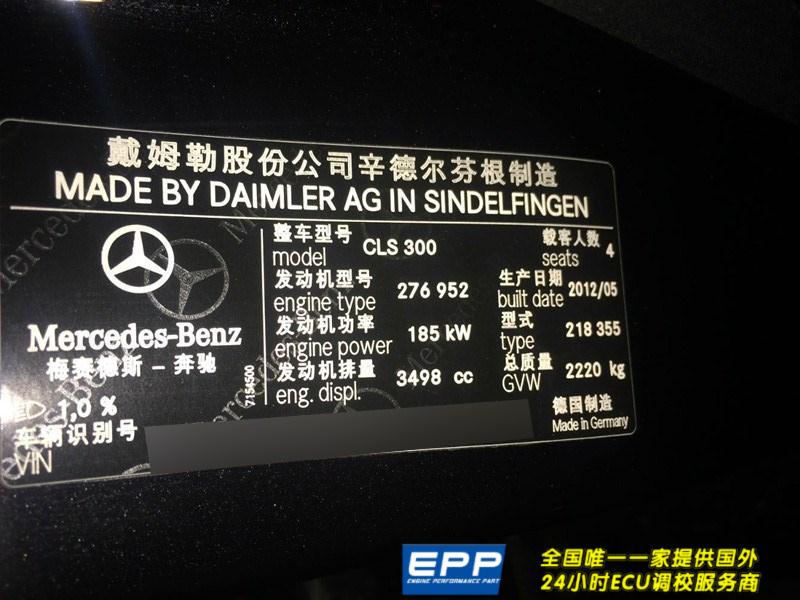 戴姆勒股份公司辛德尔芬根制造
MADE BY DAIMLER AG IN SINDELFINGEN
整车型号 model CLS 300 载客人数 seats 4
发动机型号 engine type 276 952 生产日期 built date 2012/05
发动机功率 engine power 185 kW 型式 type 218 355
发动机排量 eng. displ. 3498 cc 总质量 GVW 2220 kg
Mercedes-Benz
梅赛德斯 - 奔驰
1,0 %
7154500
车辆识别号
VIN
德国制造
Made in Germany
EPP
ENGINE PERFORMANCE PART
全国唯一一家提供国外
24小时ECU调校服务商